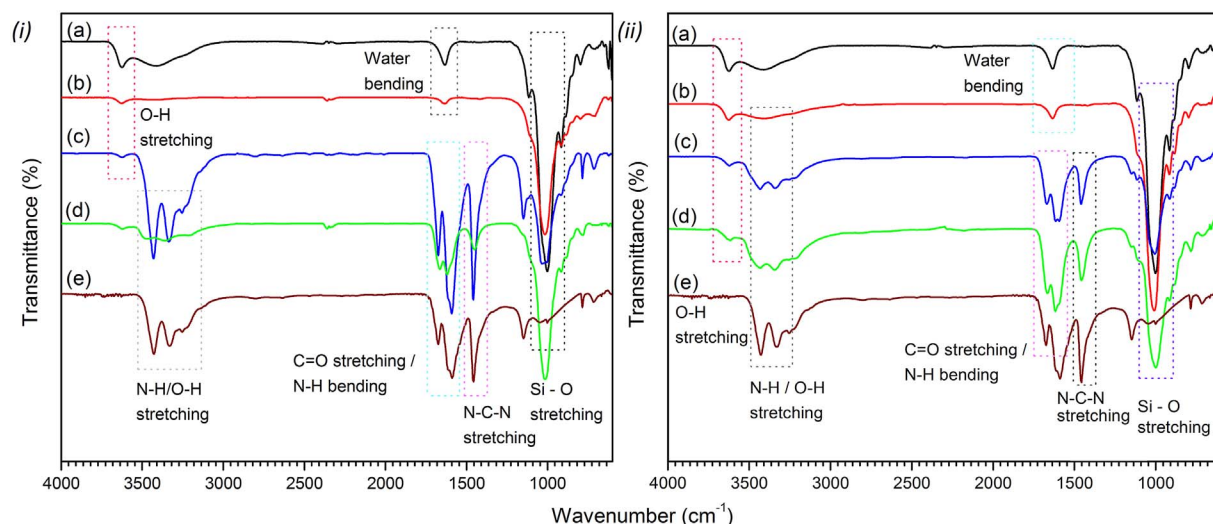 (i)
(a)
Water
bending
(b)
O-H
stretching
(c)
(d)
(e)
C=O stretching /
N-H bending
N-H/O-H
stretching
Si - O
stretching
N-C-N
stretching
Transmittance (%)
4000 3500 3000 2500 2000 1500 1000
(ii)
(a)
Water
bending
(b)
(c)
(d)
(e)
O-H
stretching
C=O stretching /
N-H bending
N-H / O-H
stretching
N-C-N
stretching
Si - O
stretching
Transmittance (%)
4000 3500 3000 2500 2000 1500 1000
Wavenumber (cm-1)